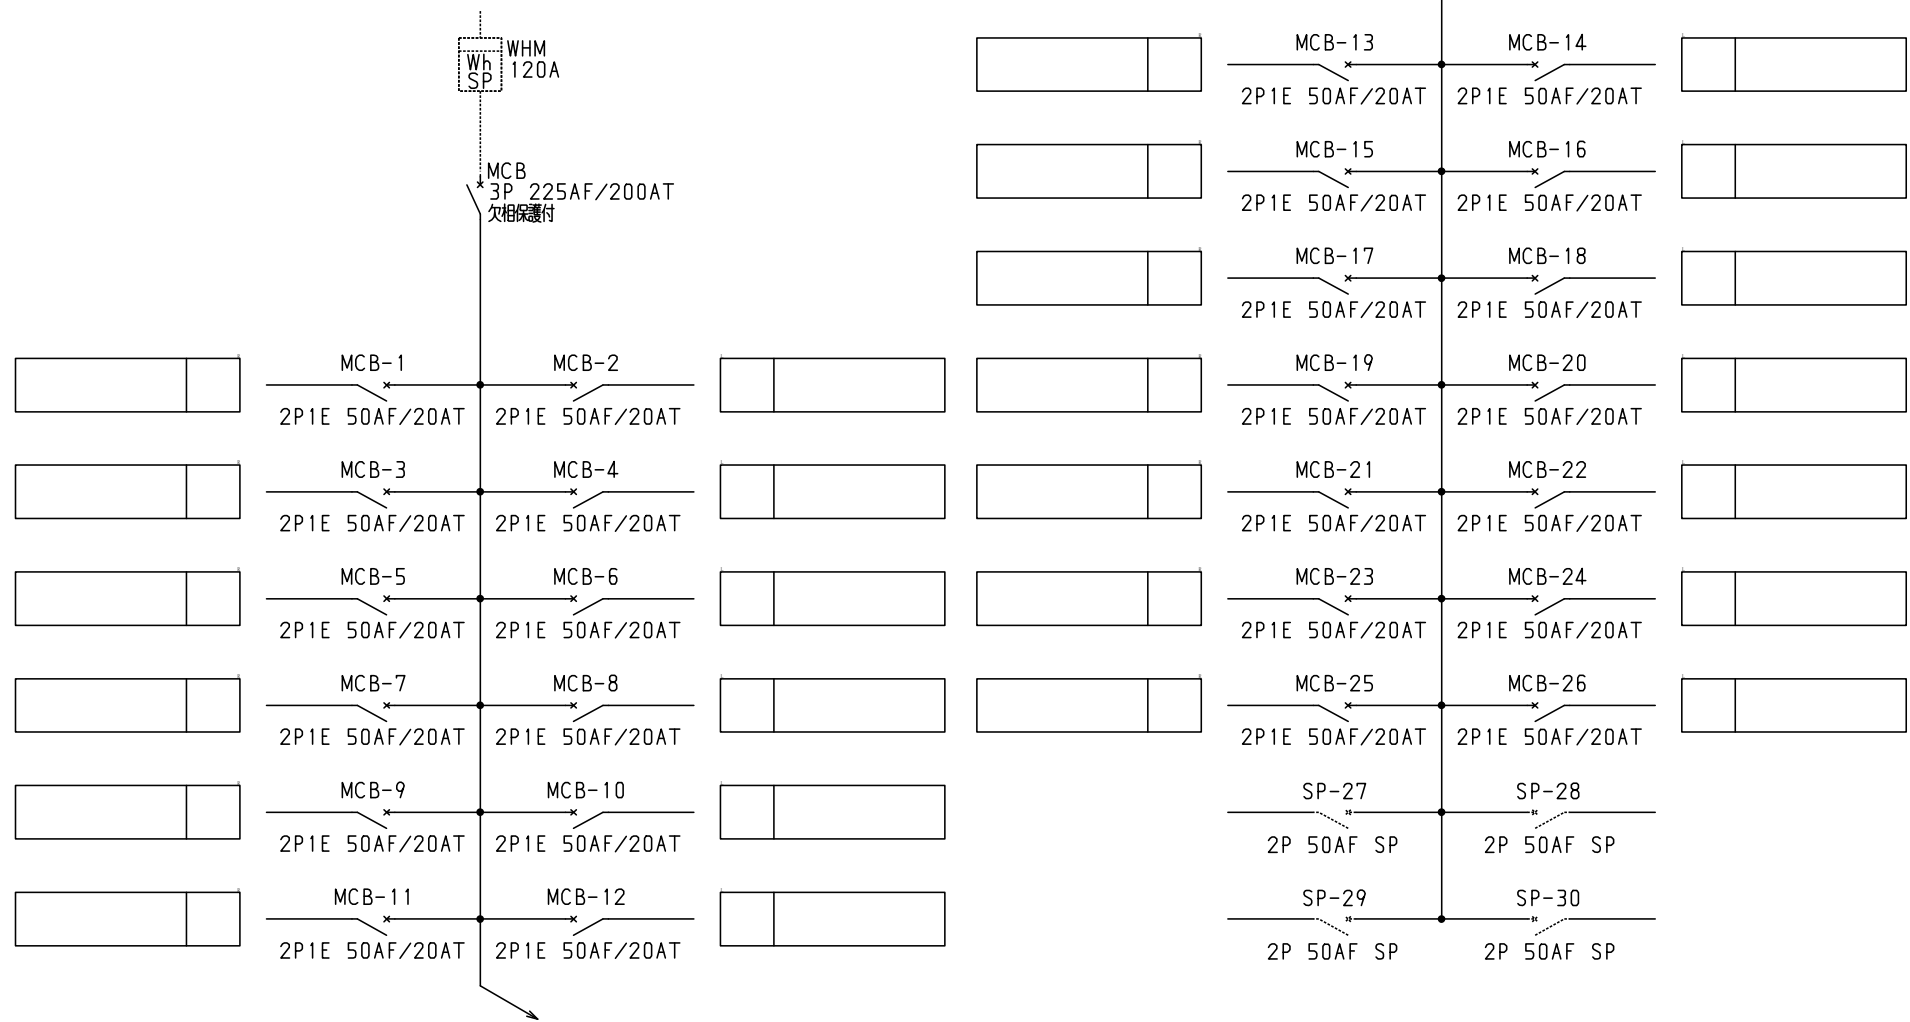 WHM
Wh
120A
SP
MCB
3P 225AF/200AT
欠相保護付
MCB-1 MCB-2
2P1E 50AF/20AT 2P1E 50AF/20AT
MCB-3 MCB-4
2P1E 50AF/20AT 2P1E 50AF/20AT
MCB-5 MCB-6
2P1E 50AF/20AT 2P1E 50AF/20AT
MCB-7 MCB-8
2P1E 50AF/20AT 2P1E 50AF/20AT
MCB-9 MCB-10
2P1E 50AF/20AT 2P1E 50AF/20AT
MCB-11 MCB-12
2P1E 50AF/20AT 2P1E 50AF/20AT
MCB-13 MCB-14
2P1E 50AF/20AT 2P1E 50AF/20AT
MCB-15 MCB-16
2P1E 50AF/20AT 2P1E 50AF/20AT
MCB-17 MCB-18
2P1E 50AF/20AT 2P1E 50AF/20AT
MCB-19 MCB-20
2P1E 50AF/20AT 2P1E 50AF/20AT
MCB-21 MCB-22
2P1E 50AF/20AT 2P1E 50AF/20AT
MCB-23 MCB-24
2P1E 50AF/20AT 2P1E 50AF/20AT
MCB-25 MCB-26
2P1E 50AF/20AT 2P1E 50AF/20AT
SP-27 SP-28
2P 50AF SP 2P 50AF SP
SP-29 SP-30
2P 50AF SP 2P 50AF SP